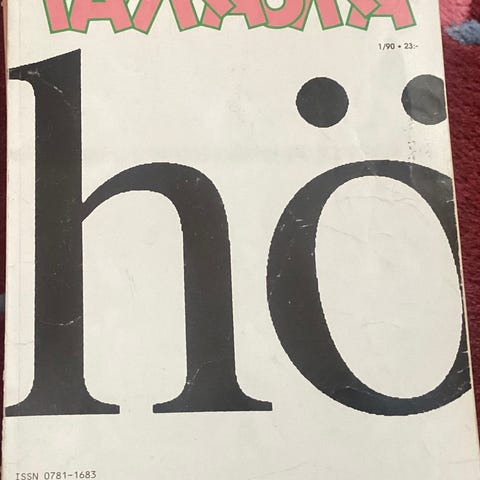 1/90 • 23:-
hö
ISSN 0781-1683